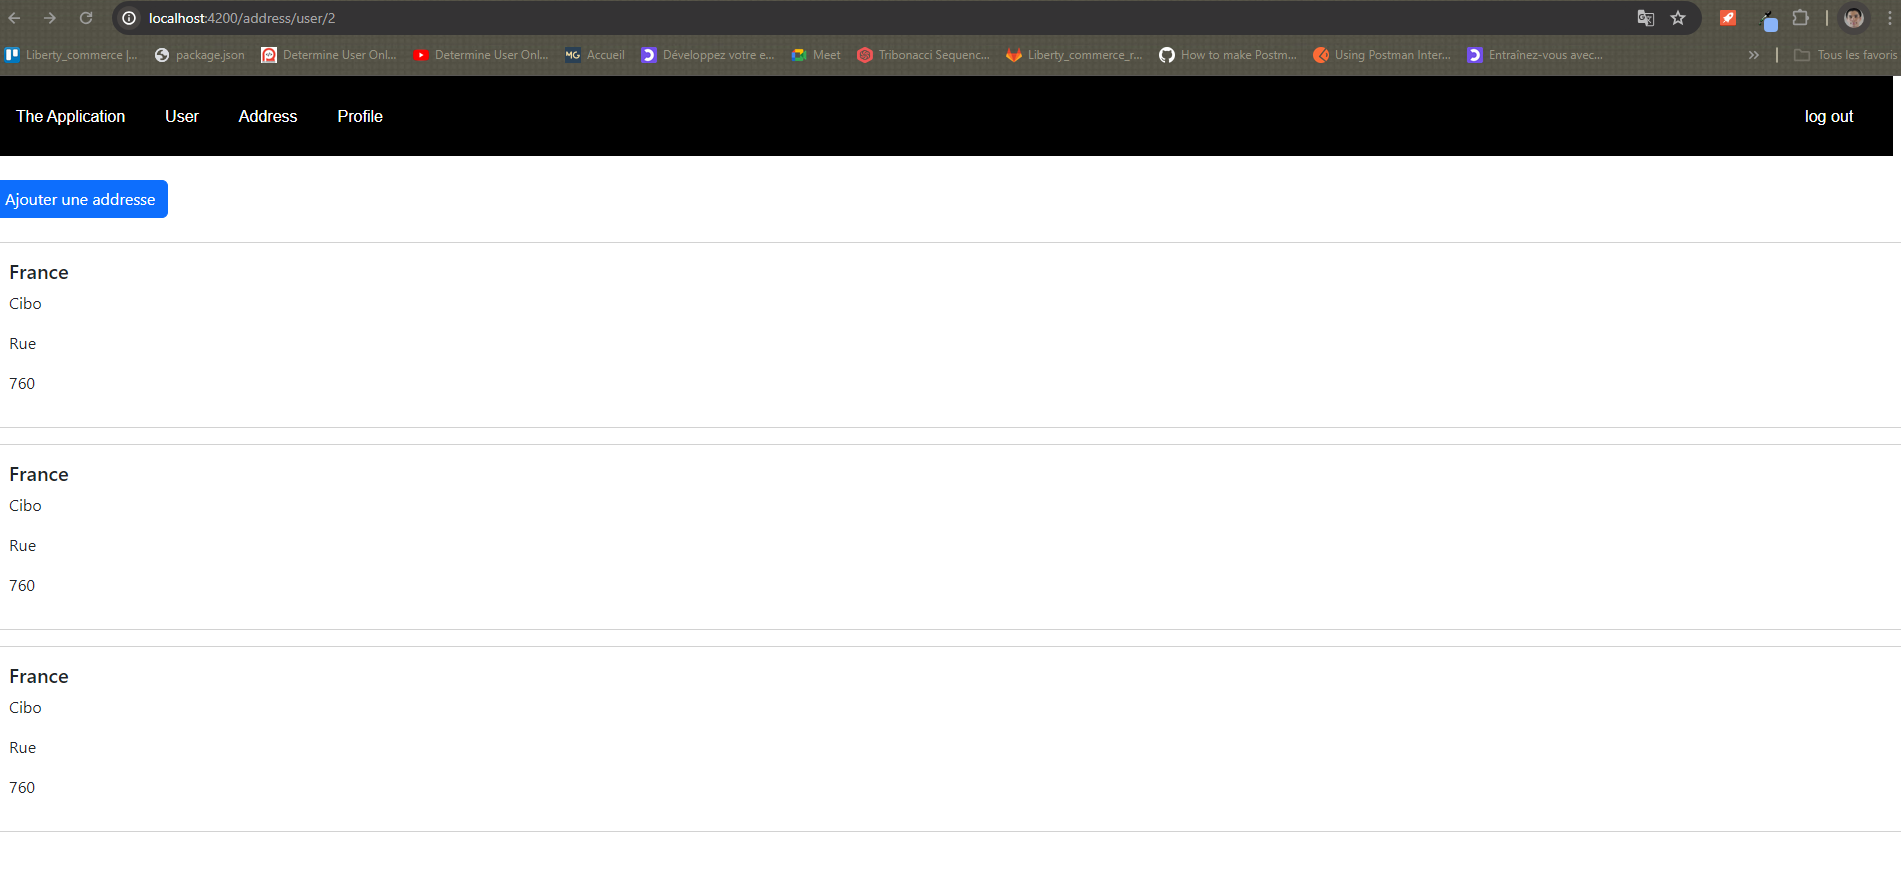 localhost:4200/address/user/2
Liberty_commerce |... package.json Determine User Onl... Determine User Onl... MG Accueil Développez votre e... Meet Tribonacci Sequenc... Liberty_commerce_r... How to make Postm... Using Postman Inter... Entraînez-vous avec... » Tous les favoris
The Application User Address Profile log out
Ajouter une addresse
France
Cibo
Rue
760
France
Cibo
Rue
760
France
Cibo
Rue
760